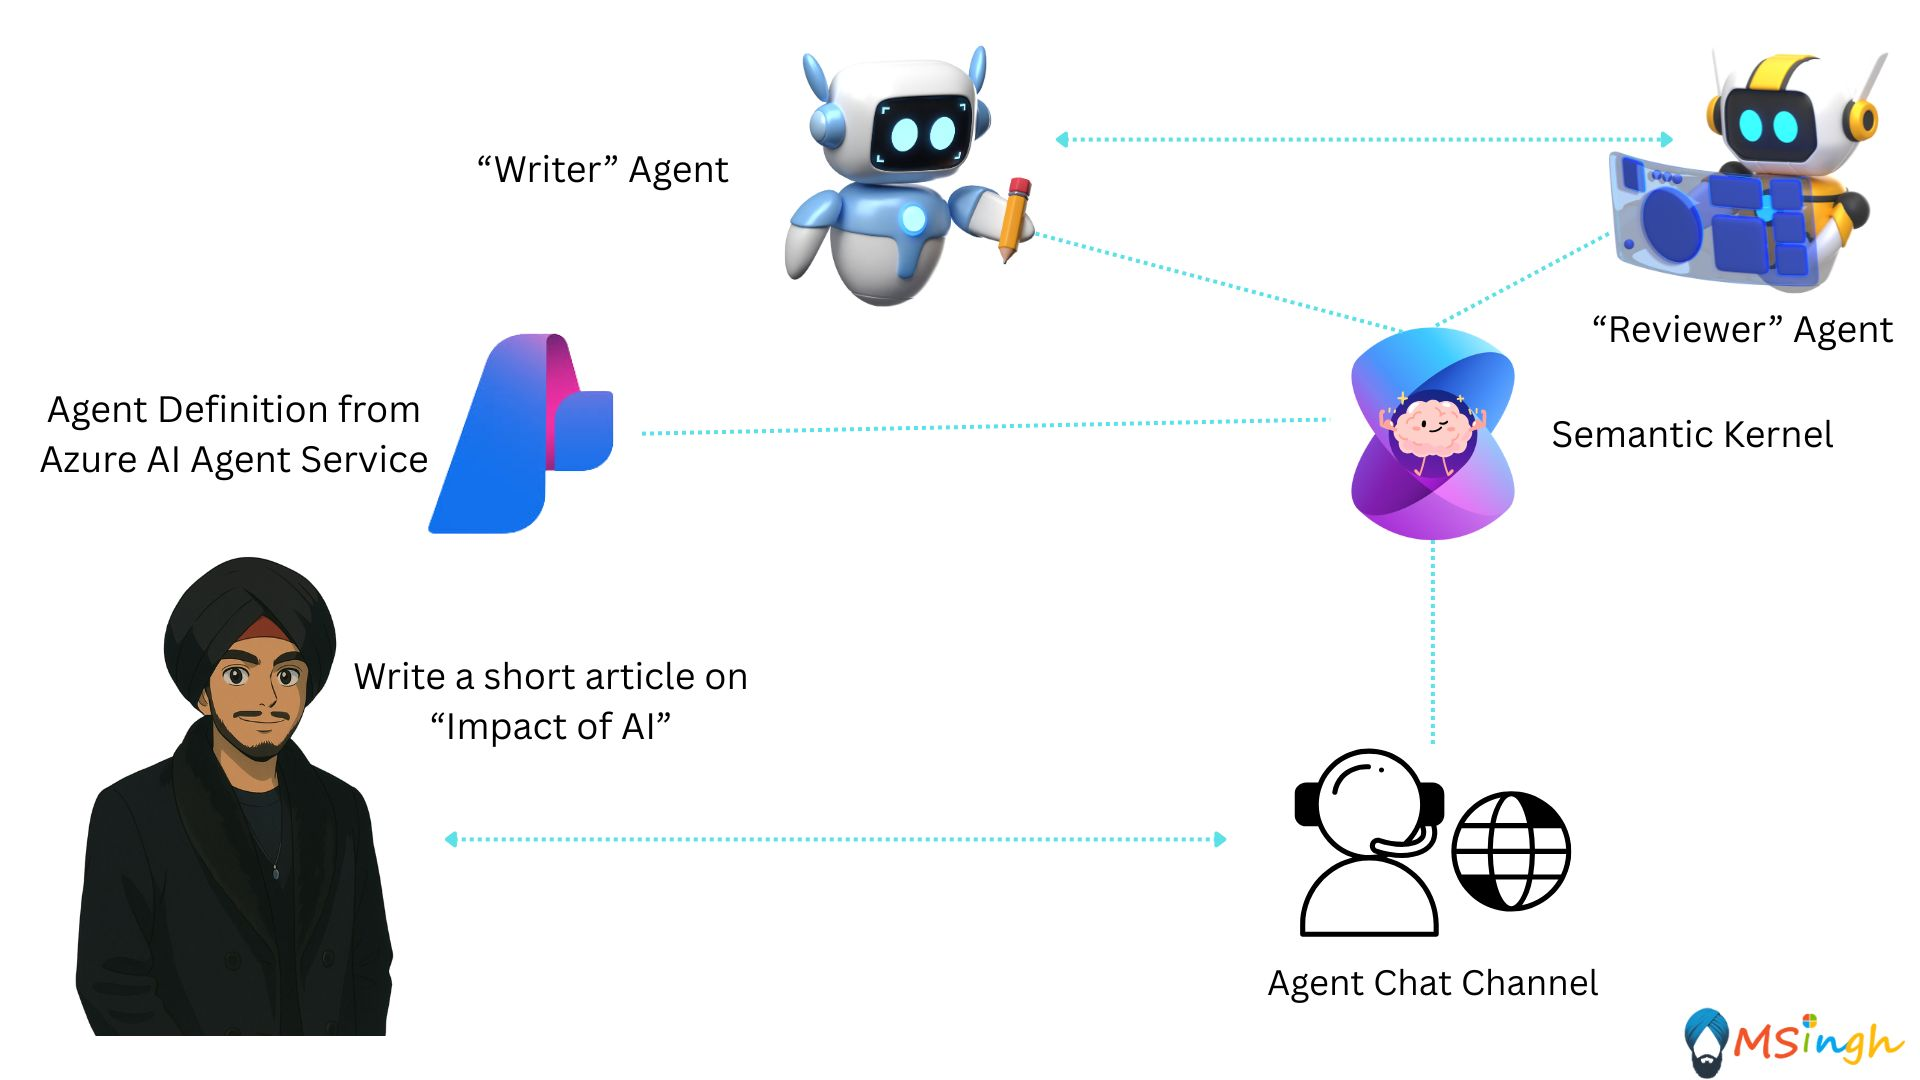 “Writer” Agent
“Reviewer” Agent
Agent Definition from
Azure AI Agent Service
Semantic Kernel
Write a short article on
“Impact of AI”
Agent Chat Channel
MSingh